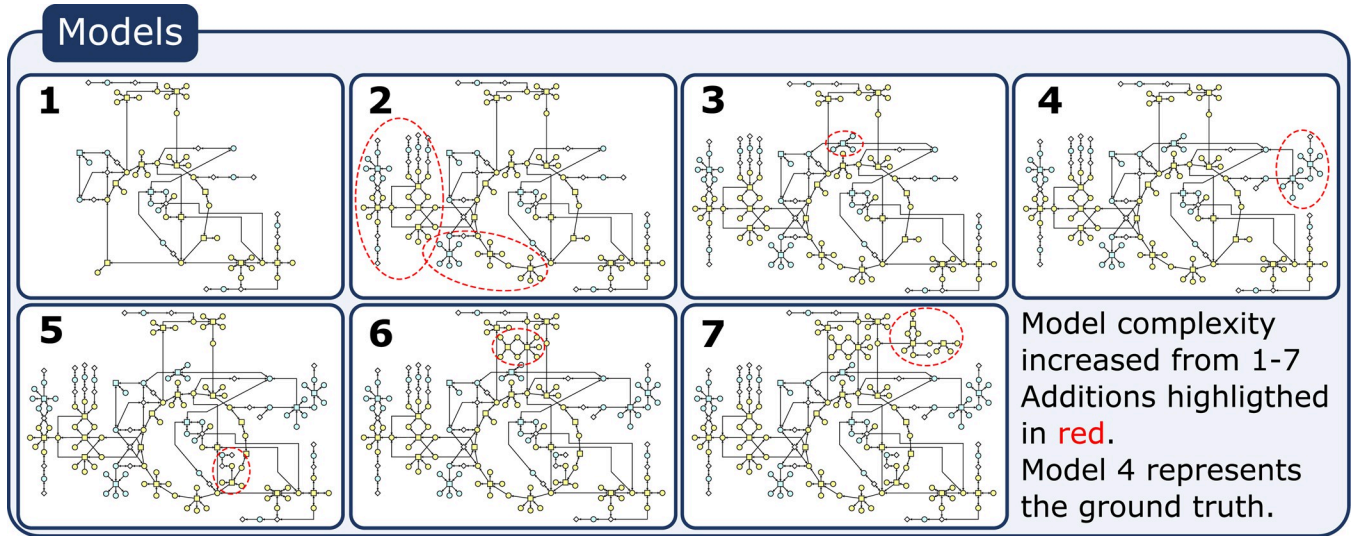 Models
1
2
3
4
5
6
7
Model complexity
increased from 1-7
Additions highligthed
in red.
Model 4 represents
the ground truth.